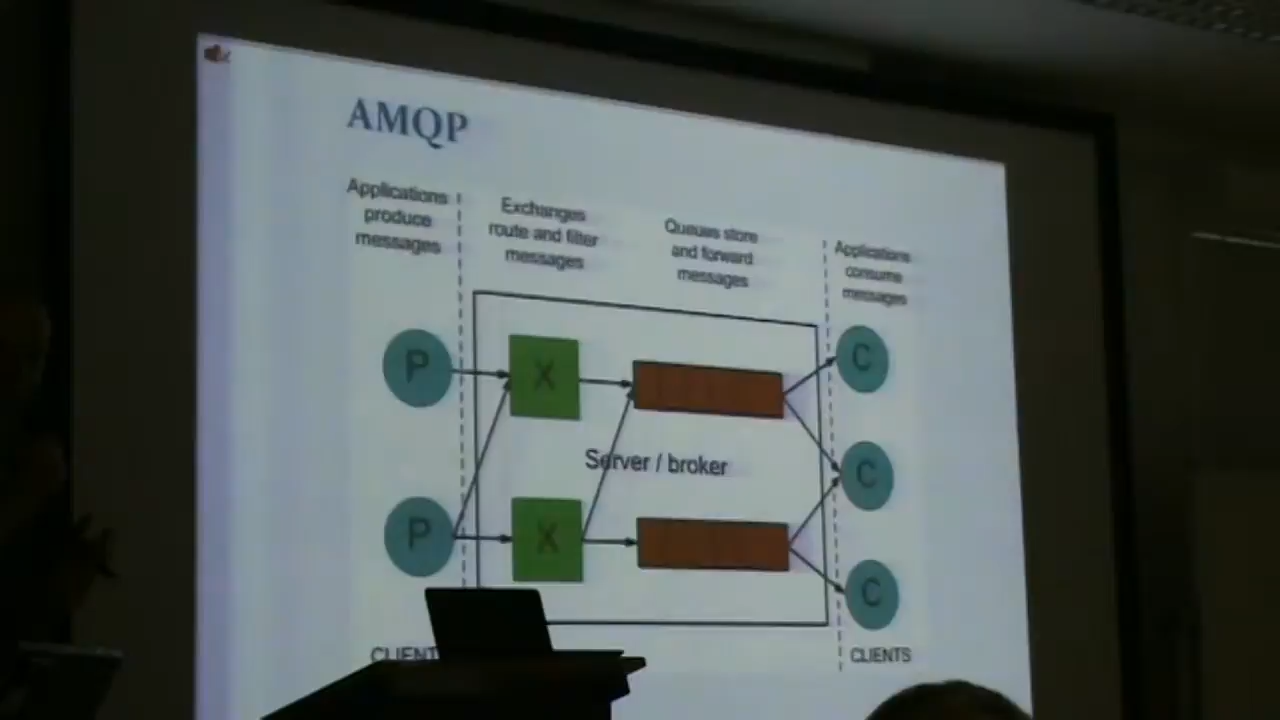 AMQP
Applications
produce
messages
Exchanges
route and filter
messages
Queues store
and forward
messages
Applications
consume
messages
P
X
C
Server / broker
C
P
X
C
CLIENT
CLIENTS